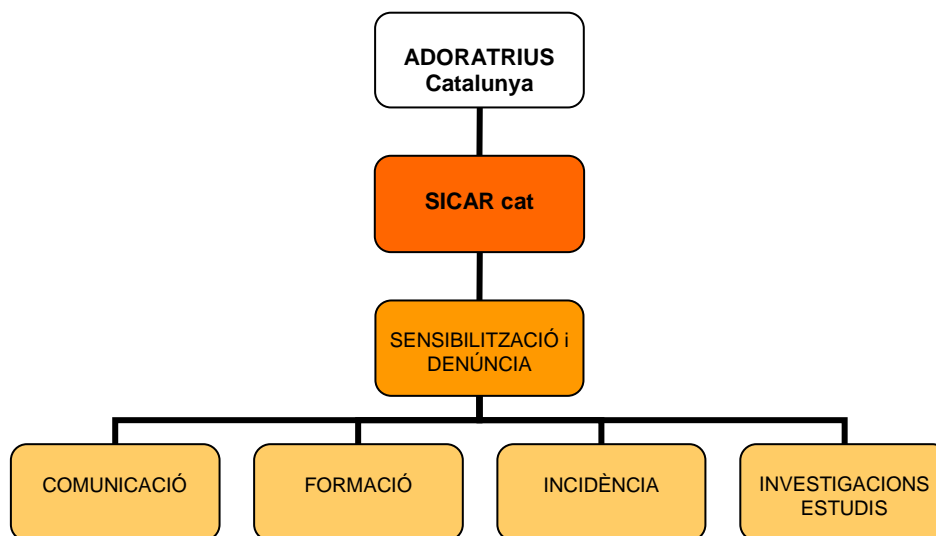 ADORATRIUS
Catalunya
SICAR cat
SENSIBILITZACIÓ i
DENÚNCIA
COMUNICACIÓ
FORMACIÓ
INCIDÈNCIA
INVESTIGACIONS
ESTUDIS